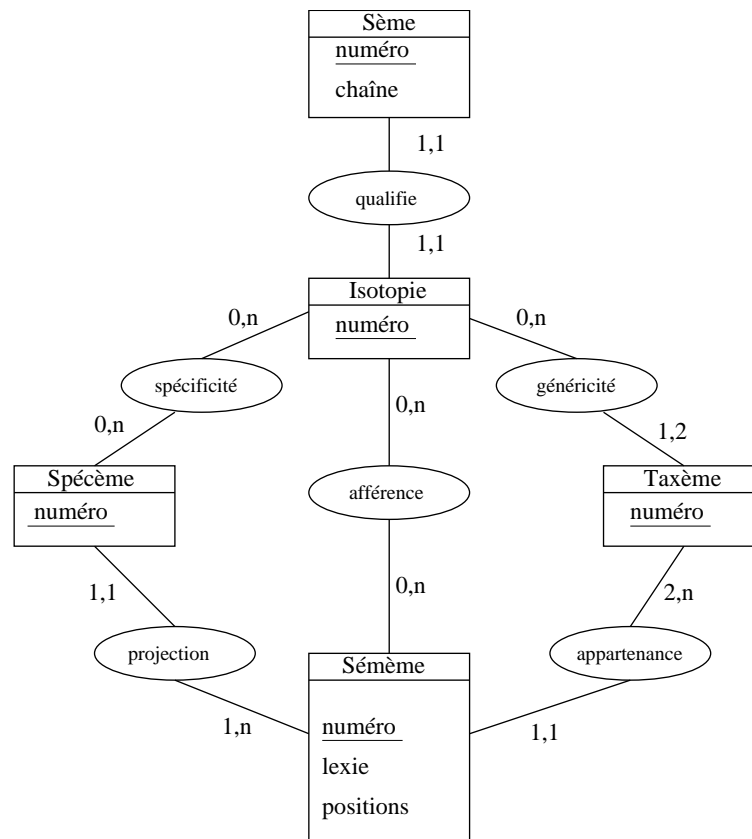 Sème
numéro
chaîne
1,1
qualifie
1,1
Isotopie
numéro
0,n
0,n
spécificité
généricité
0,n
0,n
1,2
Spécème
numéro
afférence
Taxème
numéro
1,1
0,n
2,n
projection
appartenance
Sémème
numéro
lexie
positions
1,n
1,1